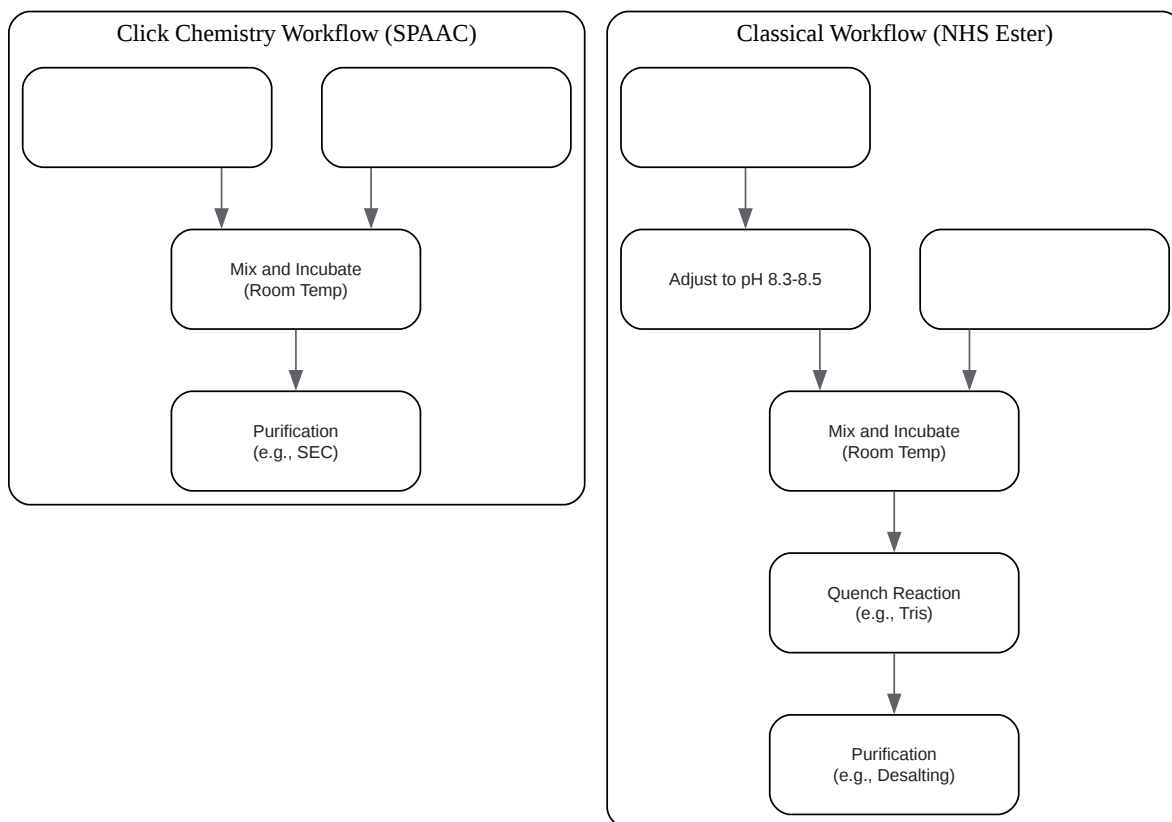 Click Chemistry Workflow (SPAAC)
Mix and Incubate
(Room Temp)
Purification
(e.g., SEC)
Classical Workflow (NHS Ester)
Adjust to pH 8.3-8.5
Mix and Incubate
(Room Temp)
Quench Reaction
(e.g., Tris)
Purification
(e.g., Desalting)